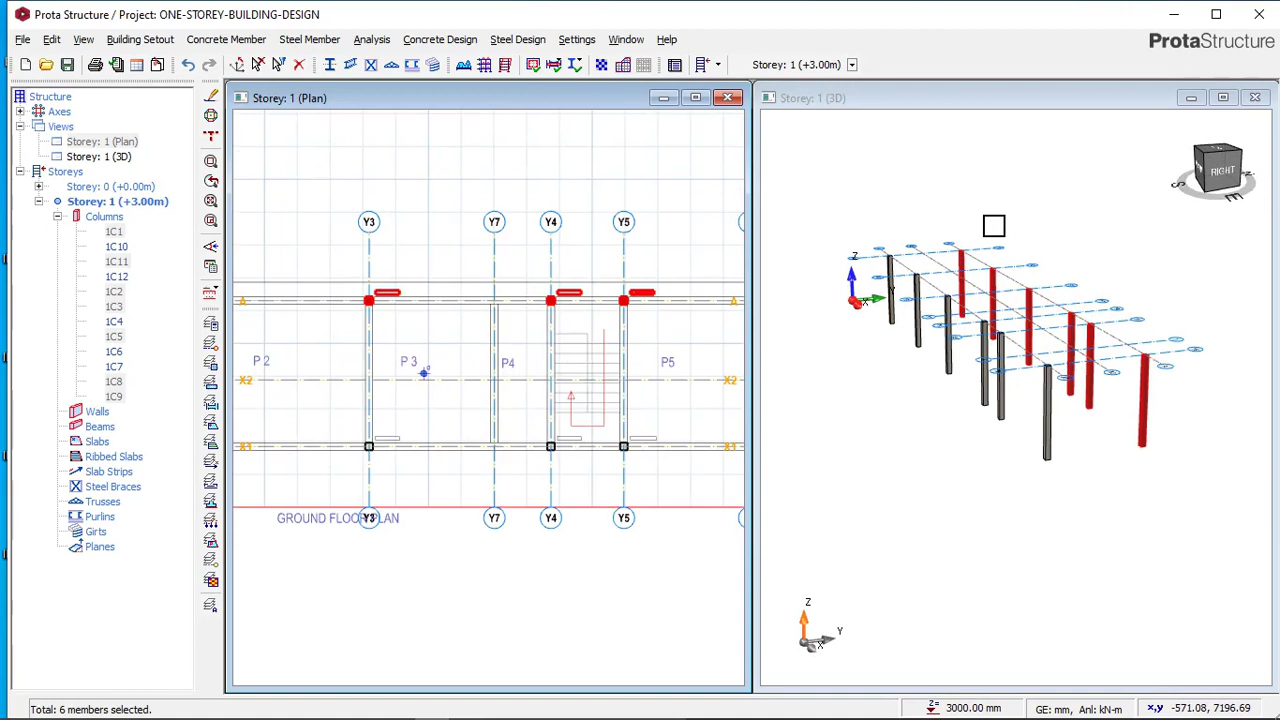 Prota Structure / Project: ONE-STOREY-BUILDING-DESIGN
File Edit View Building Setout Concrete Member Steel Member Analysis Concrete Design Steel Design Settings Window Help
ProtaStructure
Storey: 1 (+3.00m)
Structure
Axes
Views
Storey: 1 (Plan)
Storey: 1 (3D)
Storeys
Storey: 0 (+0.00m)
Storey: 1 (+3.00m)
Columns
1C1
1C10
1C11
1C12
1C2
1C3
1C4
1C5
1C6
1C7
1C8
1C9
Walls
Beams
Ribbed Slabs
Slabs
Slab Strips
Steel Braces
Trusses
Purlins
Girts
Planes
Storey: 1 (Plan)
Y3 Y7 Y4 Y5
A A
P 2 P 3 P4 P5
X2 X2
X1 X1
GROUND FLOOR PLAN
Y3 Y7 Y4 Y5
Storey: 1 (3D)
RIGHT
Z
X
Z
Y
X
Total: 6 members selected.
Z= 3000.00 mm
GE: mm, Anl: kN-m
x,y -571.08, 7196.69